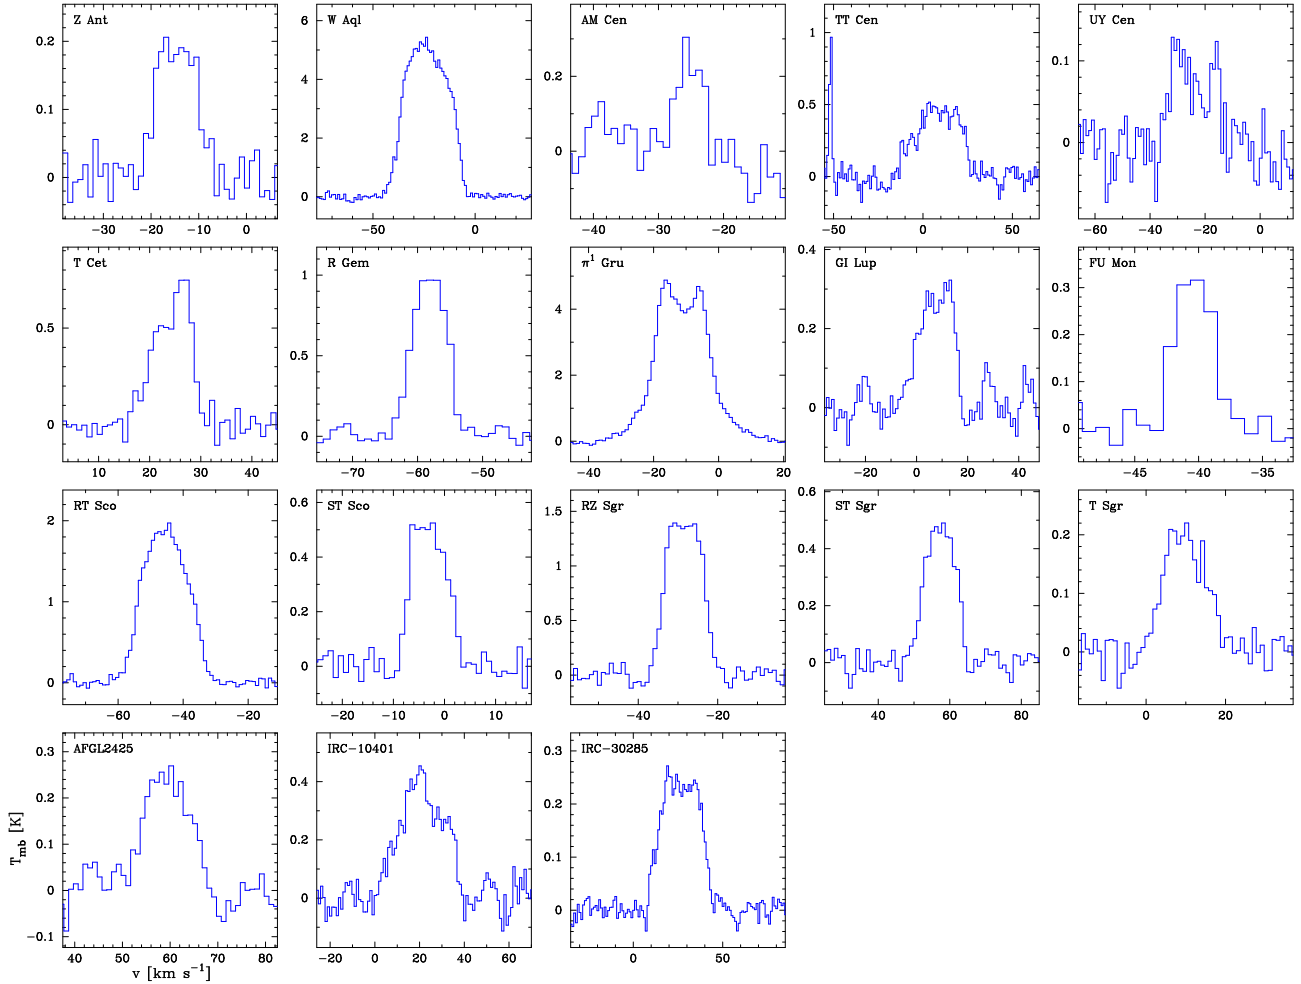 Z Ant
0.2
0.1
0
−30 −20 −10 0
W Aql
6
4
2
0
−50 0
AM Cen
0.2
0
−40 −30 −20
TT Cen
1
0.5
0
0 50
UY Cen
0.1
0
−60 −40 −20 0
T Cet
0.5
0
10 20 30 40
R Gem
1
0.5
0
−70 −60 −50
π¹ Gru
4
2
0
−40 −20 0 20
GI Lup
0.4
0.2
0
−20 0 20 40
FU Mon
0.3
0.2
0.1
0
−45 −40 −35
RT Sco
2
1
0
−60 −40 −20
ST Sco
0.6
0.4
0.2
0
−20 −10 0 10
RZ Sgr
1.5
1
0.5
0
−40 −20
ST Sgr
0.6
0.4
0.2
0
40 60 80
T Sgr
0.2
0.1
0
0 20
AFGL2425
0.3
0.2
0.1
0
−0.1
T_mb [K]
40 50 60 70 80
v [km s⁻¹]
IRC−10401
0.4
0.2
0
−20 0 20 40 60
IRC−30285
0.3
0.2
0.1
0
0 50